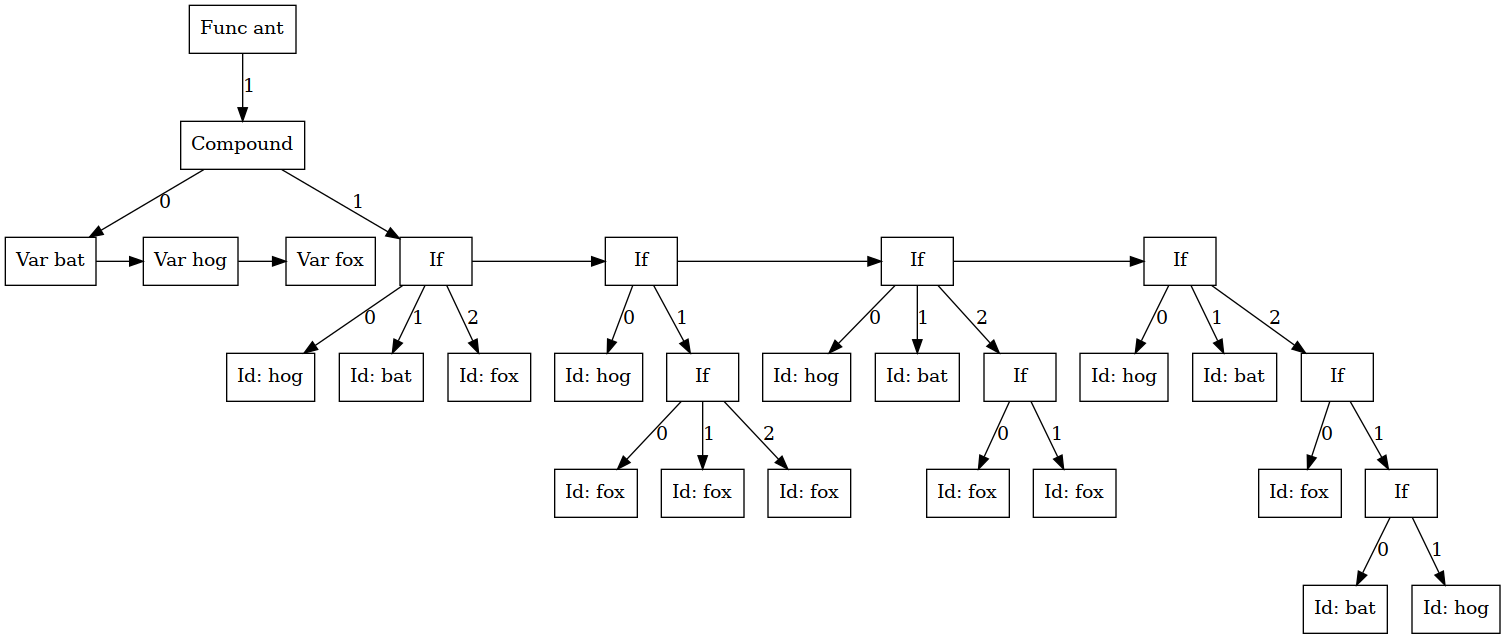 Func ant
1
Compound
0
1
Var bat
Var hog
Var fox
If
If
If
If
0
1
2
0
1
0
1
2
0
1
2
Id: hog
Id: bat
Id: fox
Id: hog
If
Id: hog
Id: bat
If
Id: hog
Id: bat
If
0
1
2
0
1
0
1
Id: fox
Id: fox
Id: fox
Id: fox
Id: fox
Id: fox
If
0
1
Id: bat
Id: hog